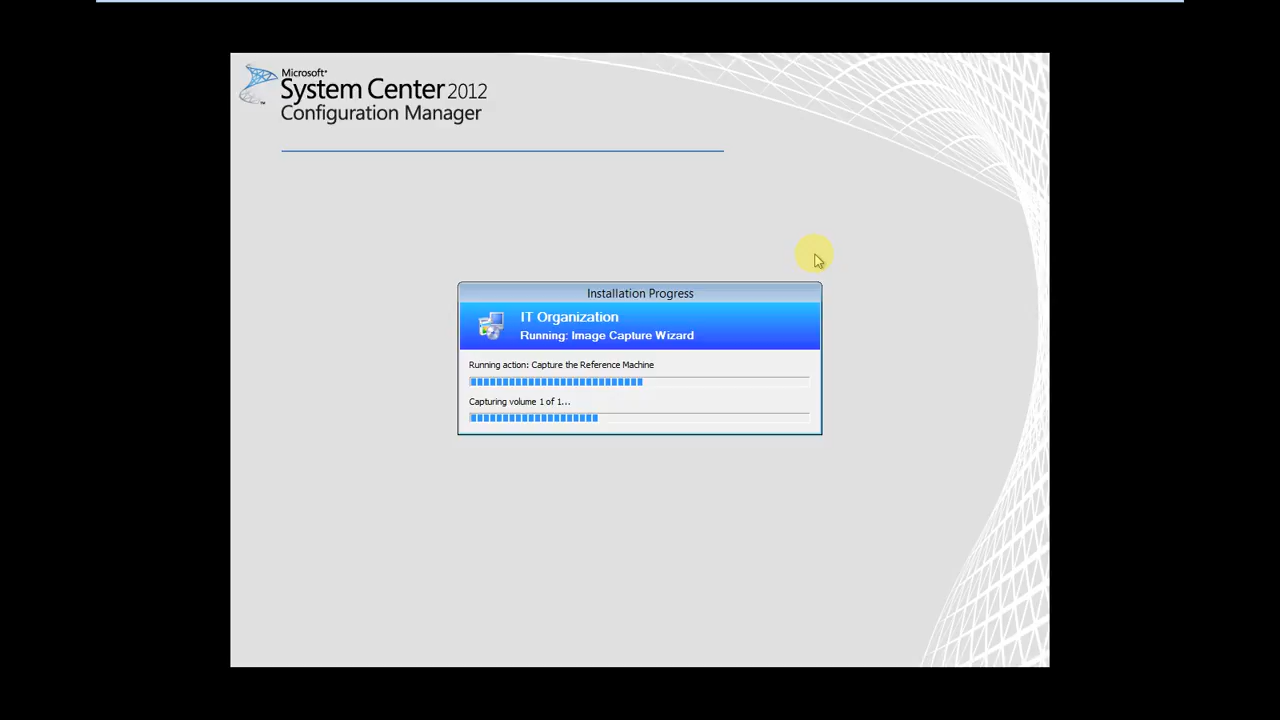 Microsoft®
System Center 2012
Configuration Manager
Installation Progress
IT Organization
Running: Image Capture Wizard
Running action: Capture the Reference Machine
Capturing volume 1 of 1...